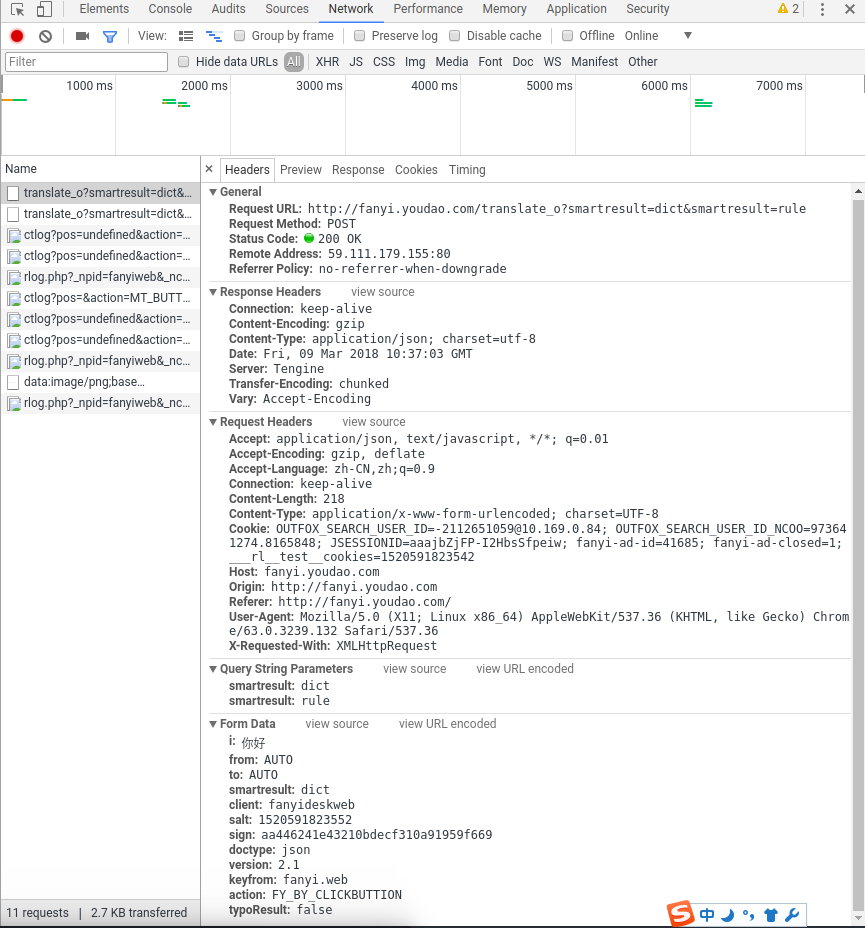 Elements Console Audits Sources Network Performance Memory Application Security 2
View: Group by frame Preserve log Disable cache Offline Online
Filter Hide data URLs All XHR JS CSS Img Media Font Doc WS Manifest Other
1000 ms 2000 ms 3000 ms 4000 ms 5000 ms 6000 ms 7000 ms
Name
translate_o?smartresult=dict&...
translate_o?smartresult=dict&...
ctlog?pos=undefined&action=...
ctlog?pos=undefined&action=...
rlog.php?_npid=fanyiweb&_nc...
ctlog?pos=&action=MT_BUTT...
ctlog?pos=undefined&action=...
ctlog?pos=undefined&action=...
rlog.php?_npid=fanyiweb&_nc...
data:image/png;base...
rlog.php?_npid=fanyiweb&_nc...
11 requests | 2.7 KB transferred
× Headers Preview Response Cookies Timing
General
Request URL: http://fanyi.youdao.com/translate_o?smartresult=dict&smartresult=rule
Request Method: POST
Status Code: 200 OK
Remote Address: 59.111.179.155:80
Referrer Policy: no-referrer-when-downgrade
Response Headers view source
Connection: keep-alive
Content-Encoding: gzip
Content-Type: application/json; charset=utf-8
Date: Fri, 09 Mar 2018 10:37:03 GMT
Server: Tengine
Transfer-Encoding: chunked
Vary: Accept-Encoding
Request Headers view source
Accept: application/json, text/javascript, */*; q=0.01
Accept-Encoding: gzip, deflate
Accept-Language: zh-CN,zh;q=0.9
Connection: keep-alive
Content-Length: 218
Content-Type: application/x-www-form-urlencoded; charset=UTF-8
Cookie: OUTFOX_SEARCH_USER_ID=-2112651059@10.169.0.84; OUTFOX_SEARCH_USER_ID_NCOO=97364
1274.8165848; JSESSIONID=aaajbZjFP-I2HbsSfpeiw; fanyi-ad-id=41685; fanyi-ad-closed=1;
___rl__test__cookies=1520591823542
Host: fanyi.youdao.com
Origin: http://fanyi.youdao.com
Referer: http://fanyi.youdao.com/
User-Agent: Mozilla/5.0 (X11; Linux x86_64) AppleWebKit/537.36 (KHTML, like Gecko) Chrom
e/63.0.3239.132 Safari/537.36
X-Requested-With: XMLHttpRequest
Query String Parameters view source view URL encoded
smartresult: dict
smartresult: rule
Form Data view source view URL encoded
i: 你好
from: AUTO
to: AUTO
smartresult: dict
client: fanyideskweb
salt: 1520591823552
sign: aa446241e43210bdecf310a91959f669
doctype: json
version: 2.1
keyfrom: fanyi.web
action: FY_BY_CLICKBUTTION
typoResult: false
S 中